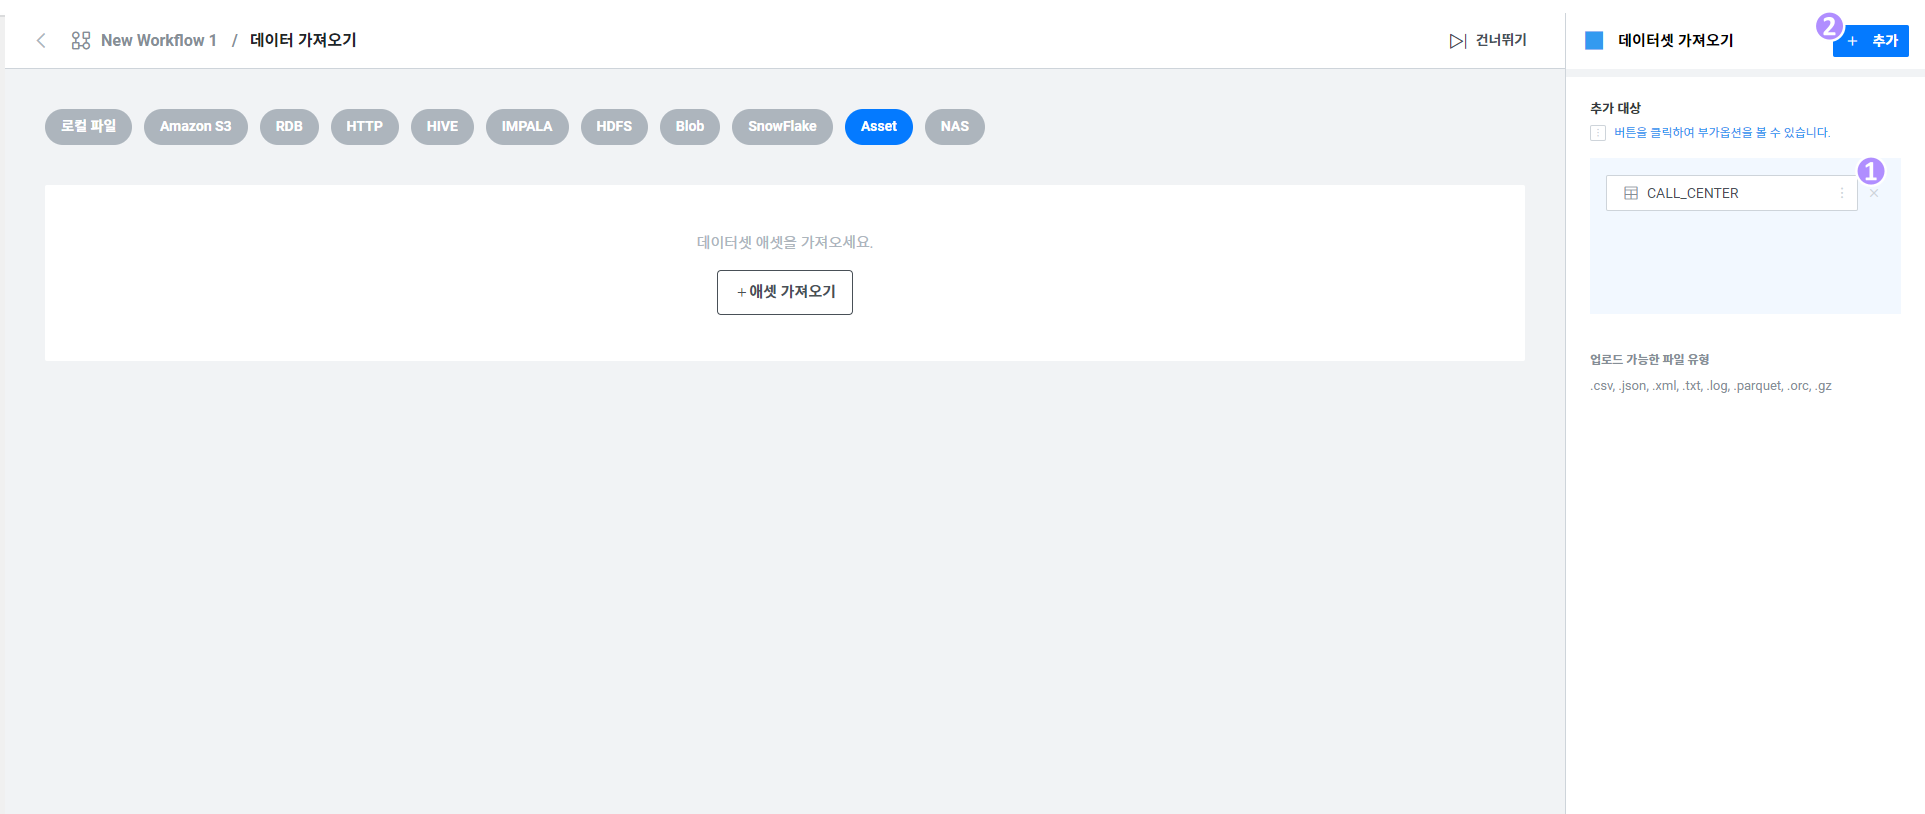 New Workflow 1 / 데이터 가져오기
건너뛰기
로컬 파일 Amazon S3 RDB HTTP HIVE IMPALA HDFS Blob SnowFlake Asset NAS
데이터셋 애셋을 가져오세요.
+ 애셋 가져오기
데이터셋 가져오기
2
+ 추가
추가 대상
버튼을 클릭하여 부가옵션을 볼 수 있습니다.
1
CALL_CENTER
업로드 가능한 파일 유형
.csv, .json, .xml, .txt, .log, .parquet, .orc, .gz